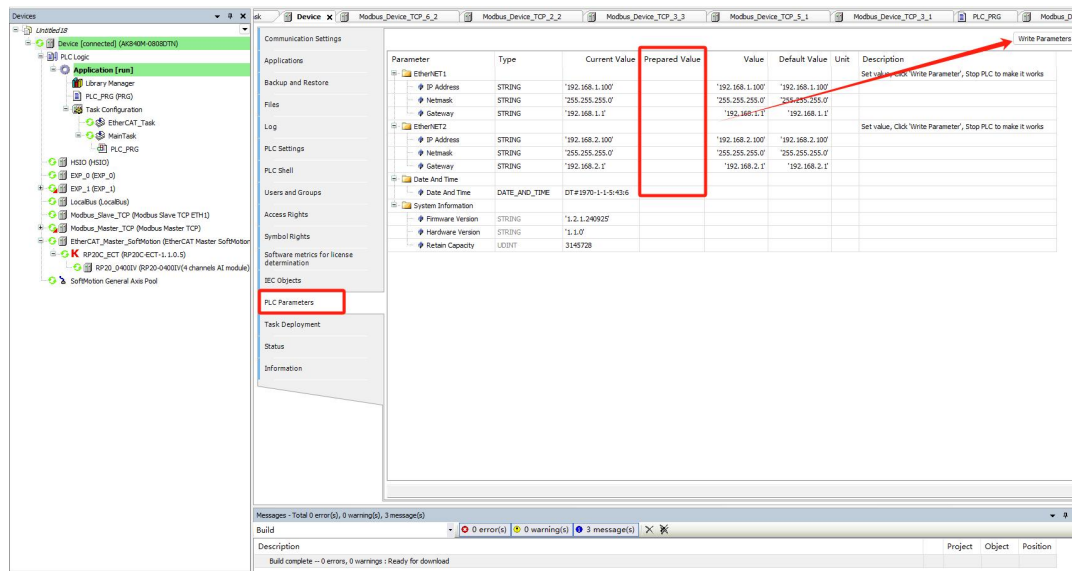 Devices
Untitled18
Device [connected] (AK840M-0808DTN)
PLC Logic
Application [run]
Library Manager
PLC_PRG (PRG)
Task Configuration
EtherCAT_Task
MainTask
PLC_PRG
HSIO (HSIO)
EXP_0 (EXP_0)
EXP_1 (EXP_1)
LocalBus (LocalBus)
Modbus_Slave_TCP (Modbus Slave TCP ETH1)
Modbus_Master_TCP (Modbus Master TCP)
EtherCAT_Master_SoftMotion (EtherCAT Master SoftMotion
RP20C_ECT (RP20C-ECT-1.1.0.5)
RP20_0400IV (RP20-0400IV(4 channels AI module)
SoftMotion General Axis Pool
sk Device Modbus_Device_TCP_6_2 Modbus_Device_TCP_2_2 Modbus_Device_TCP_3_3 Modbus_Device_TCP_5_1 Modbus_Device_TCP_3_1 PLC_PRG Modbus_D
Communication Settings
Applications
Backup and Restore
Files
Log
PLC Settings
PLC Shell
Users and Groups
Access Rights
Symbol Rights
Software metrics for license
determination
IEC Objects
PLC Parameters
Task Deployment
Status
Information
Write Parameters
Parameter Type Current Value Prepared Value Value Default Value Unit Description
EtherNET1 Set value, Click 'Write Parameter', Stop PLC to make it works
IP Address STRING '192.168.1.100' '192.168.1.100' '192.168.1.100'
Netmask STRING '255.255.255.0' '255.255.255.0' '255.255.255.0'
Gateway STRING '192.168.1.1' '192.168.1.1' '192.168.1.1'
EtherNET2 Set value, Click 'Write Parameter', Stop PLC to make it works
IP Address STRING '192.168.2.100' '192.168.2.100' '192.168.2.100'
Netmask STRING '255.255.255.0' '255.255.255.0' '255.255.255.0'
Gateway STRING '192.168.2.1' '192.168.2.1' '192.168.2.1'
Date And Time
Date And Time DATE_AND_TIME DT#1970-1-1-5:43:6
System Information
Firmware Version STRING '1.2.1.240925'
Hardware Version STRING '1.1.0'
Retain Capacity UDINT 3145728
Messages - Total 0 error(s), 0 warning(s), 3 message(s)
Build 0 error(s) 0 warning(s) 3 message(s)
Description Project Object Position
Build complete -- 0 errors, 0 warnings : Ready for download